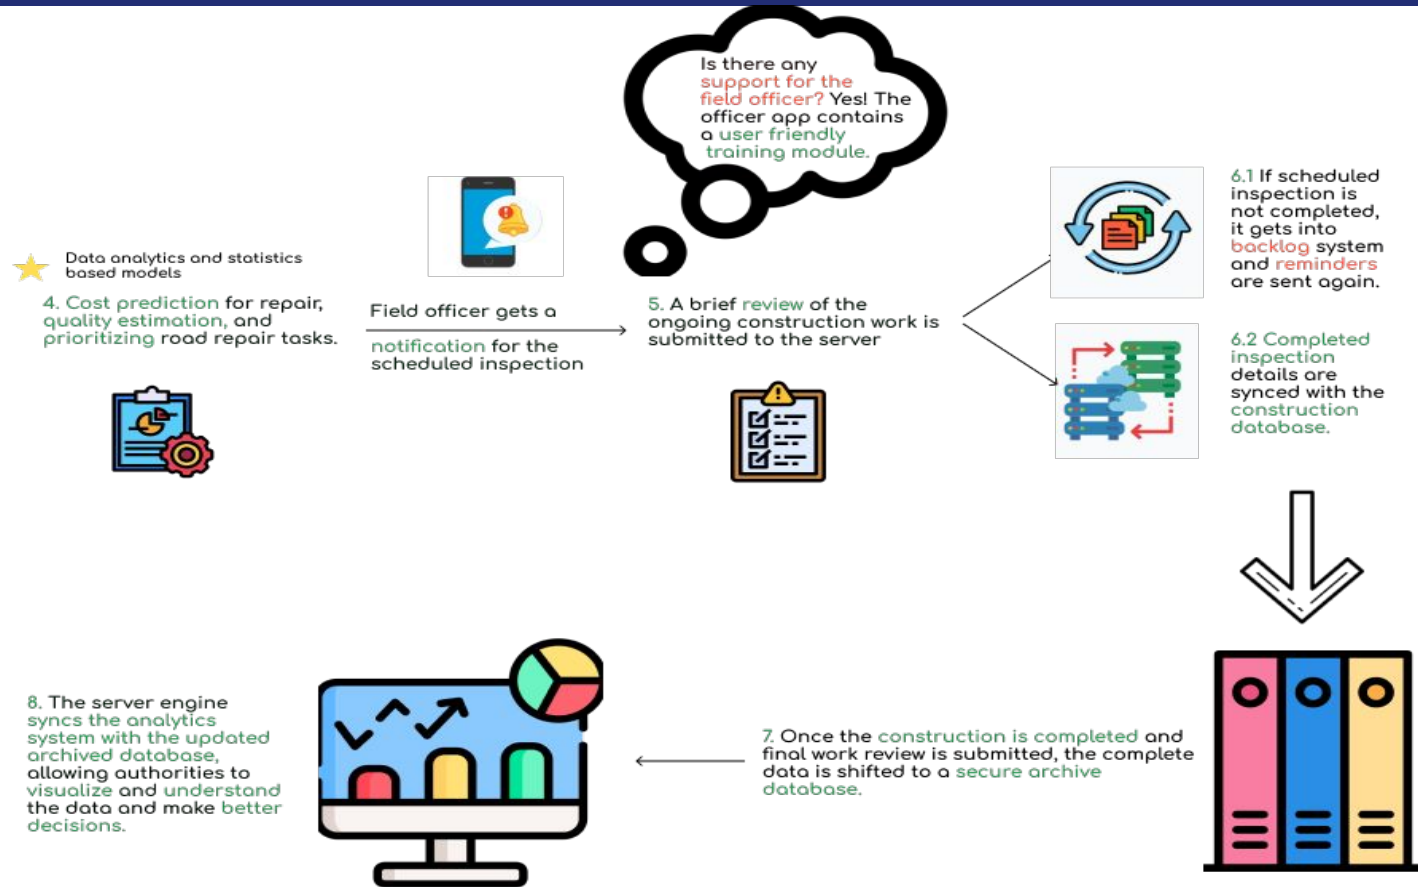 Is there any
support for the
field officer? Yes! The
officer app contains
a user friendly
training module.
Data analytics and statistics
based models
4. Cost prediction for repair,
quality estimation, and
prioritizing road repair tasks.
Field officer gets a
notification for the
scheduled inspection
5. A brief review of the
ongoing construction work is
submitted to the server
6.1 If scheduled
inspection is
not completed,
it gets into
backlog system
and reminders
are sent again.
6.2 Completed
inspection
details are
synced with the
construction
database.
7. Once the construction is completed and
final work review is submitted, the complete
data is shifted to a secure archive
database.
8. The server engine
syncs the analytics
system with the updated
archived database,
allowing authorities to
visualize and understand
the data and make better
decisions.